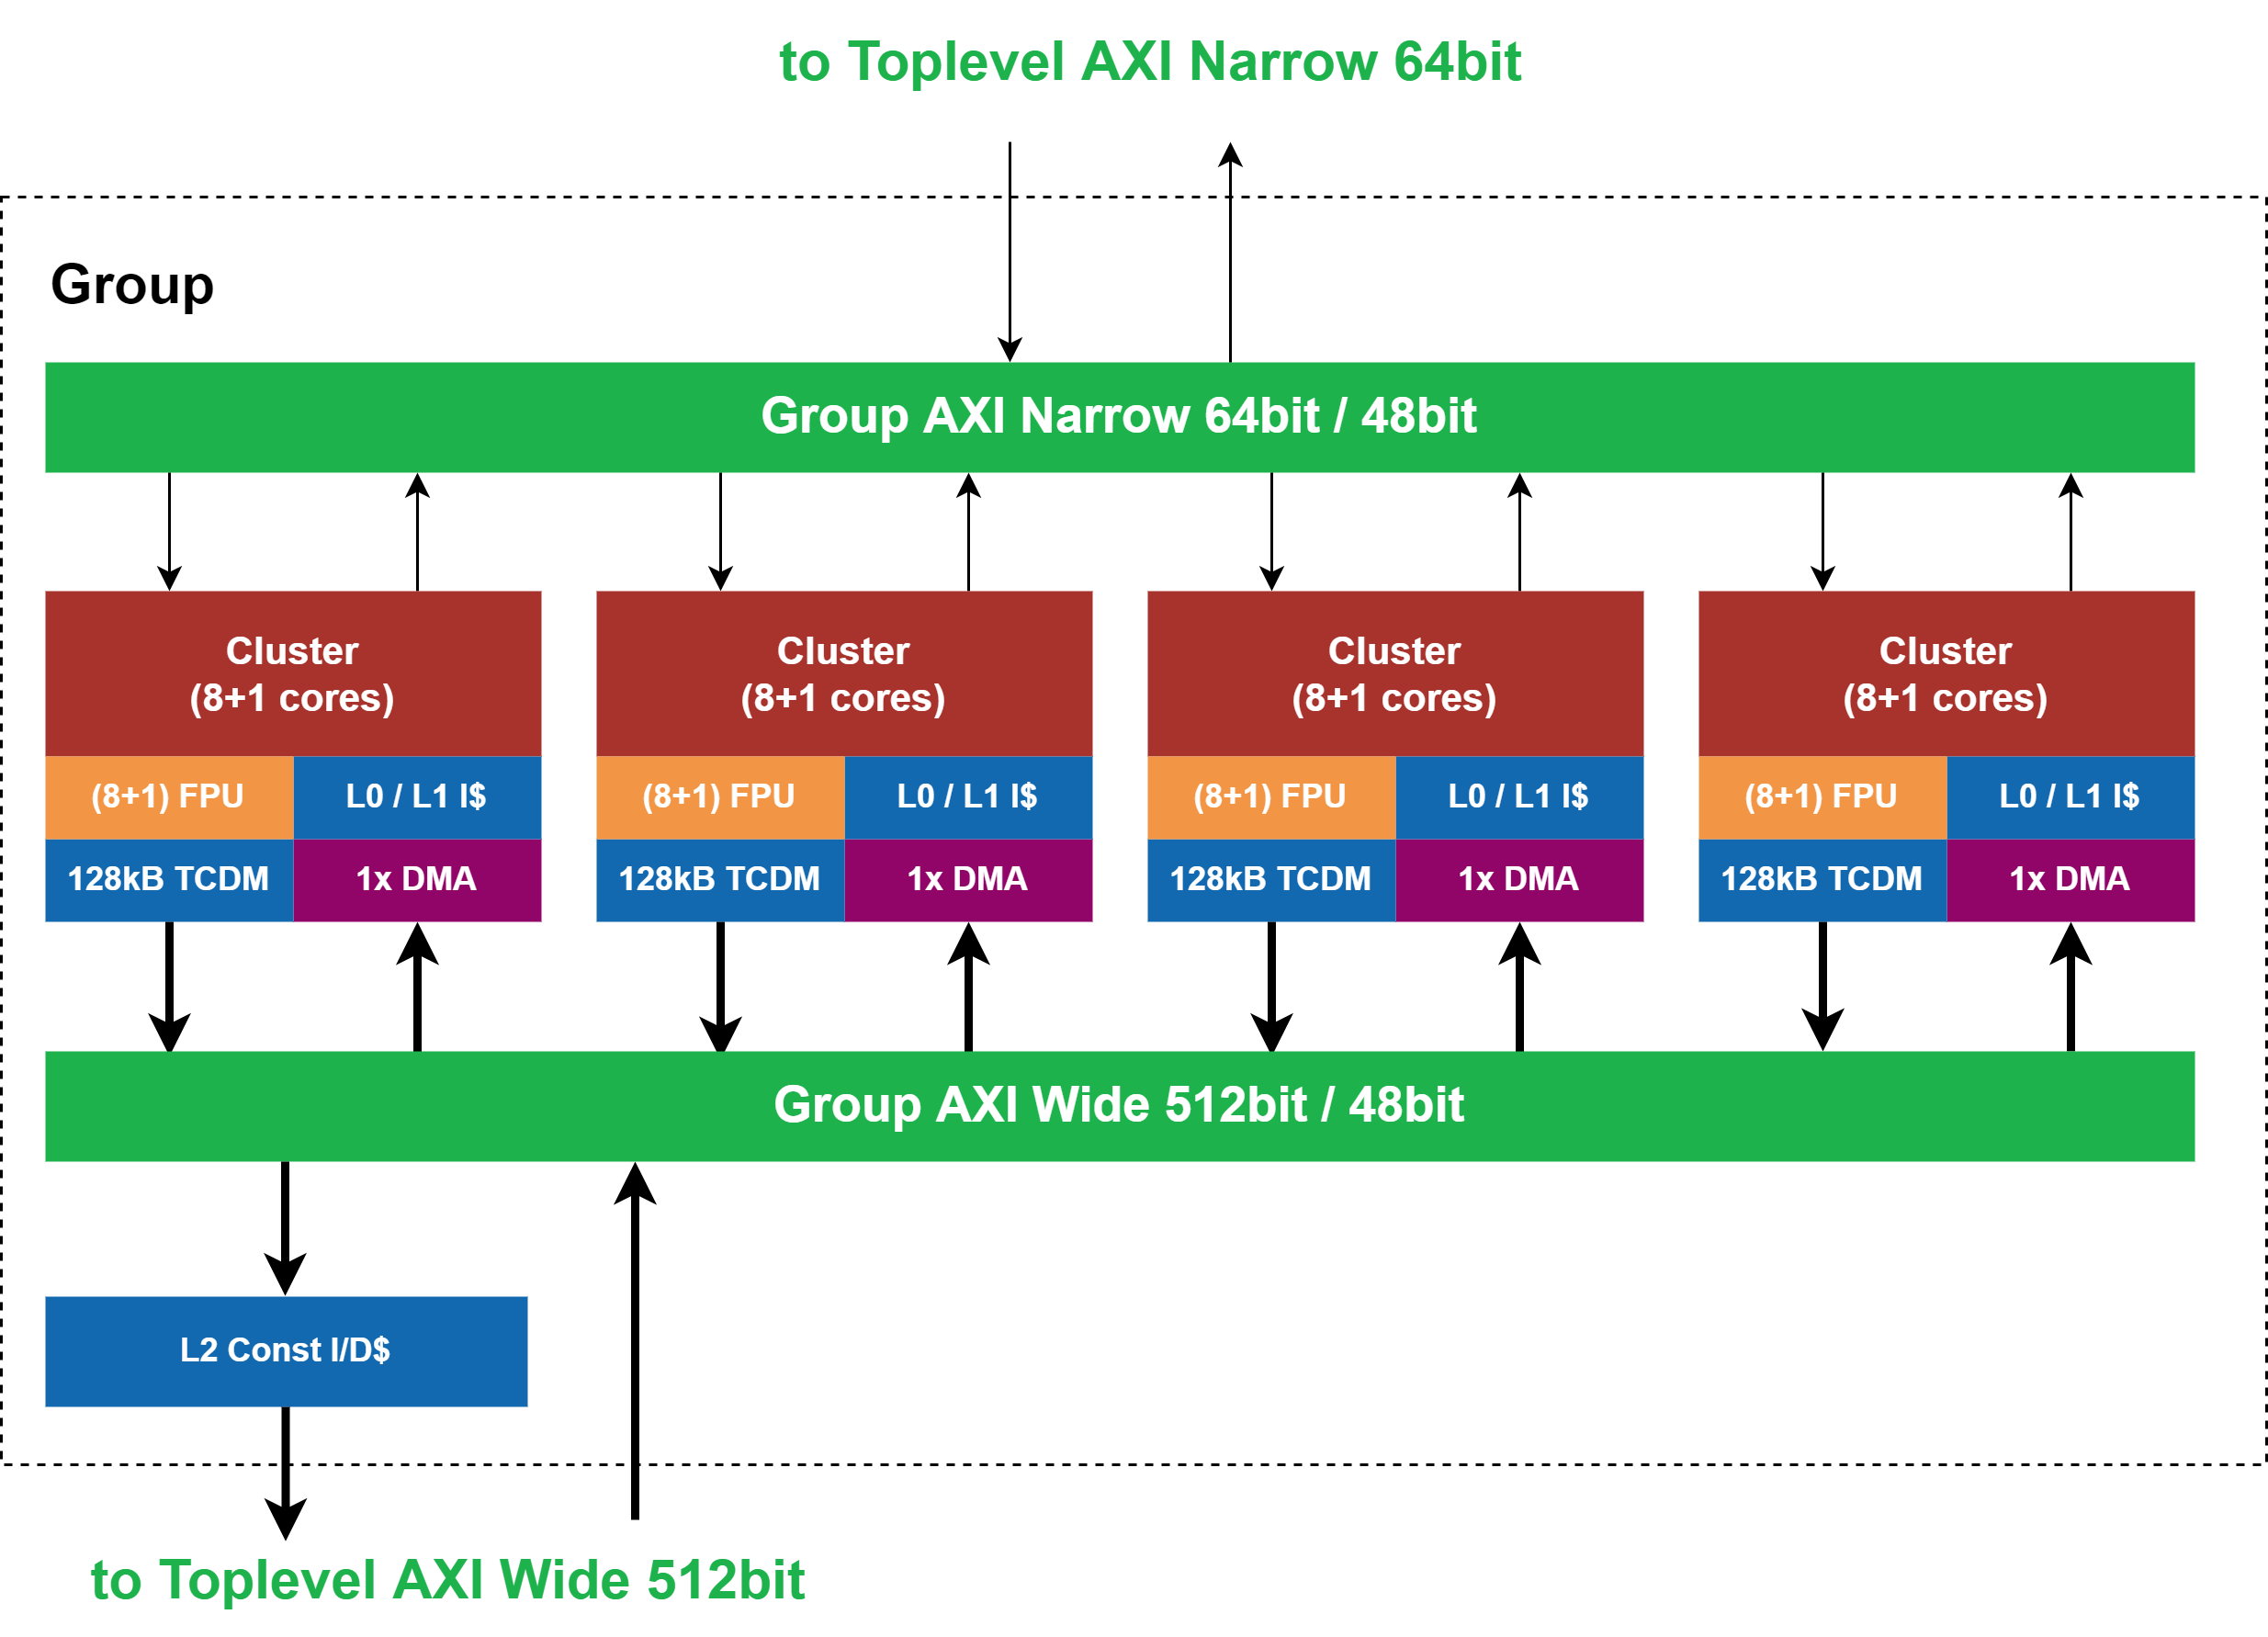 to Toplevel AXI Narrow 64bit
Group
Group AXI Narrow 64bit / 48bit
Cluster
(8+1 cores)
(8+1) FPU
L0 / L1 I$
128kB TCDM
1x DMA
Cluster
(8+1 cores)
(8+1) FPU
L0 / L1 I$
128kB TCDM
1x DMA
Cluster
(8+1 cores)
(8+1) FPU
L0 / L1 I$
128kB TCDM
1x DMA
Cluster
(8+1 cores)
(8+1) FPU
L0 / L1 I$
128kB TCDM
1x DMA
Group AXI Wide 512bit / 48bit
L2 Const I/D$
to Toplevel AXI Wide 512bit